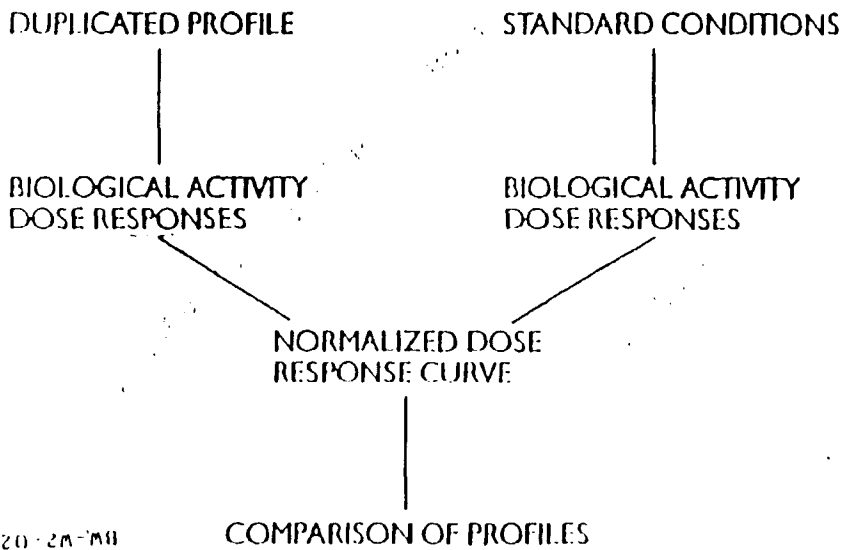 DUPLICATED PROFILE
STANDARD CONDITIONS
BIOLOGICAL ACTIVITY
DOSE RESPONSES
BIOLOGICAL ACTIVITY
DOSE RESPONSES
NORMALIZED DOSE
RESPONSE CURVE
COMPARISON OF PROFILES